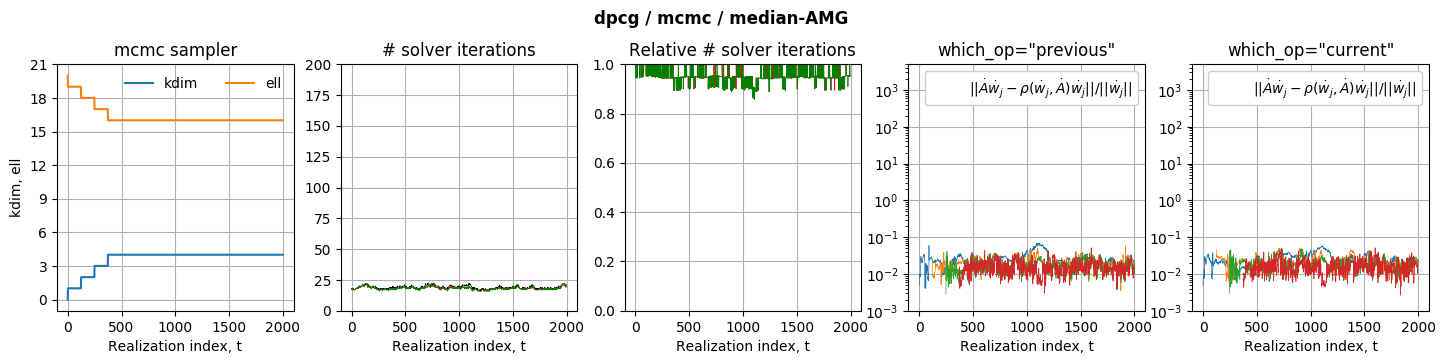 dpcg / mcmc / median-AMG
mcmc sampler
kdim, ell
21
18
15
12
9
6
3
0
kdim
ell
0 500 1000 1500 2000
Realization index, t
# solver iterations
200
175
150
125
100
75
50
25
0
0 500 1000 1500 2000
Realization index, t
Relative # solver iterations
1.0
0.8
0.6
0.4
0.2
0.0
0 500 1000 1500 2000
Realization index, t
which_op="previous"
||Ȧẇ_j − ρ(ẇ_j, Ȧ)ẇ_j||/||ẇ_j||
10³
10²
10¹
10⁰
10⁻¹
10⁻²
10⁻³
0 500 1000 1500 2000
Realization index, t
which_op="current"
||Ȧẇ_j − ρ(ẇ_j, Ȧ)ẇ_j||/||ẇ_j||
10³
10²
10¹
10⁰
10⁻¹
10⁻²
10⁻³
0 500 1000 1500 2000
Realization index, t